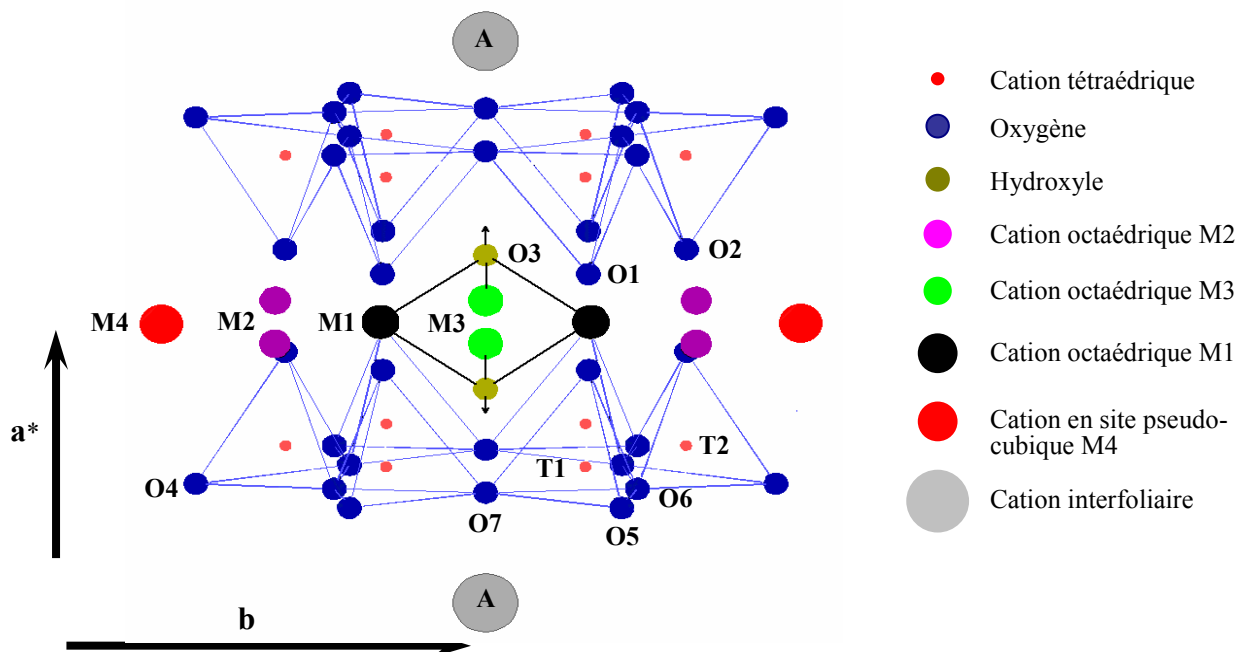 A
O3
O1
O2
M4
M2
M1
M3
a*
O4
T1
T2
O7
O5
O6
A
b
Cation tétraédrique
Oxygène
Hydroxyle
Cation octaédrique M2
Cation octaédrique M3
Cation octaédrique M1
Cation en site pseudo-
cubique M4
Cation interfoliaire